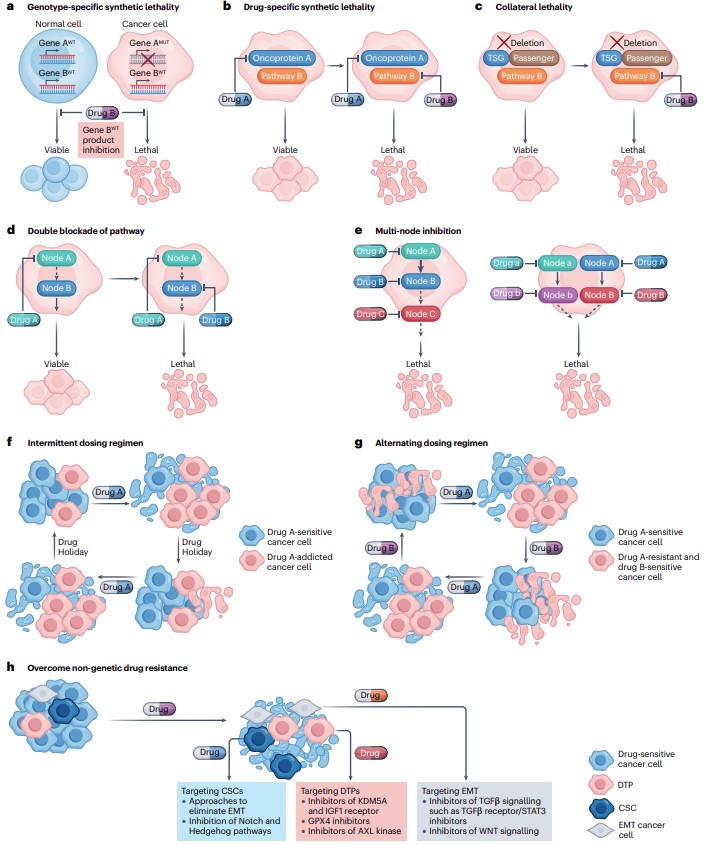 a Genotype-specific synthetic lethality
Normal cell
Cancer cell
Gene AWT
Gene BWT
Gene AMUT
Gene BWT
Drug B
Gene BWT
product
inhibition
Viable
Lethal
b Drug-specific synthetic lethality
Oncoprotein A
Pathway B
Drug A
Oncoprotein A
Pathway B
Drug A
Drug B
Viable
Lethal
c Collateral lethality
Deletion
TSG
Passenger
Pathway B
Deletion
TSG
Passenger
Pathway B
Drug B
Viable
Lethal
d Double blockade of pathway
Node A
Node B
Drug A
Node A
Node B
Drug A
Drug B
Viable
Lethal
e Multi-node inhibition
Drug A
Node A
Drug B
Node B
Drug C
Node C
Lethal
Drug a
Node a
Node A
Drug A
Drug b
Node b
Node B
Drug B
Lethal
f Intermittent dosing regimen
Drug A
Drug
Holiday
Drug
Holiday
Drug A
Drug A-sensitive
cancer cell
Drug A-addicted
cancer cell
g Alternating dosing regimen
Drug A
Drug B
Drug B
Drug A
Drug A-sensitive
cancer cell
Drug A-resistant and
drug B-sensitive
cancer cell
h Overcome non-genetic drug resistance
Drug
Drug
Drug
Drug
Targeting CSCs
• Approaches to
eliminate EMT
• Inhibition of Notch and
Hedgehog pathways
Targeting DTPs
• Inhibitors of KDM5A
and IGF1 receptor
• GPX4 inhibitors
• Inhibitors of AXL kinase
Targeting EMT
• Inhibitors of TGFβ signalling
such as TGFβ receptor/STAT3
inhibitors
• Inhibitors of WNT signalling
Drug-sensitive
cancer cell
DTP
CSC
EMT cancer
cell